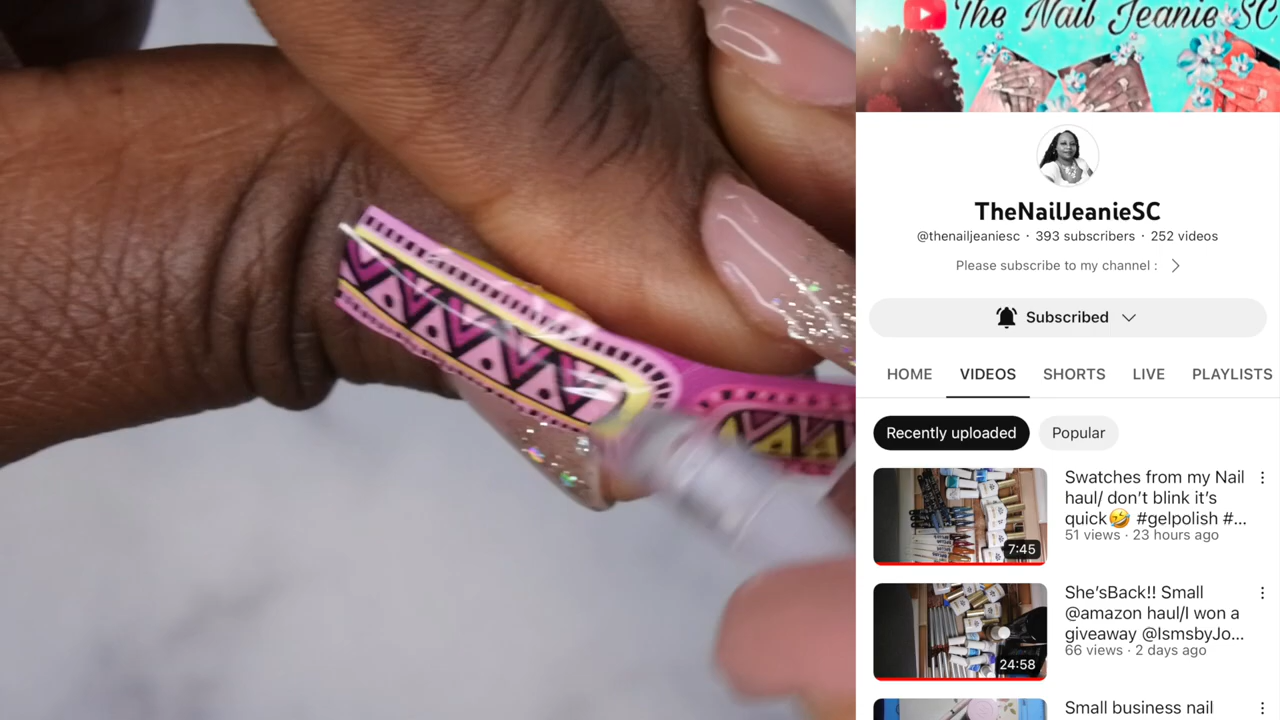 The Nail Jeanie SC
TheNailJeanieSC
@thenailjeaniesc · 393 subscribers · 252 videos
Please subscribe to my channel :
Subscribed
HOME VIDEOS SHORTS LIVE PLAYLISTS
Recently uploaded Popular
Swatches from my Nail
haul/ don't blink it's
quick🤣 #gelpolish #...
51 views · 23 hours ago
7:45
She'sBack!! Small
@amazon haul/I won a
giveaway @lsmsbyJo...
66 views · 2 days ago
24:58
Small business nail